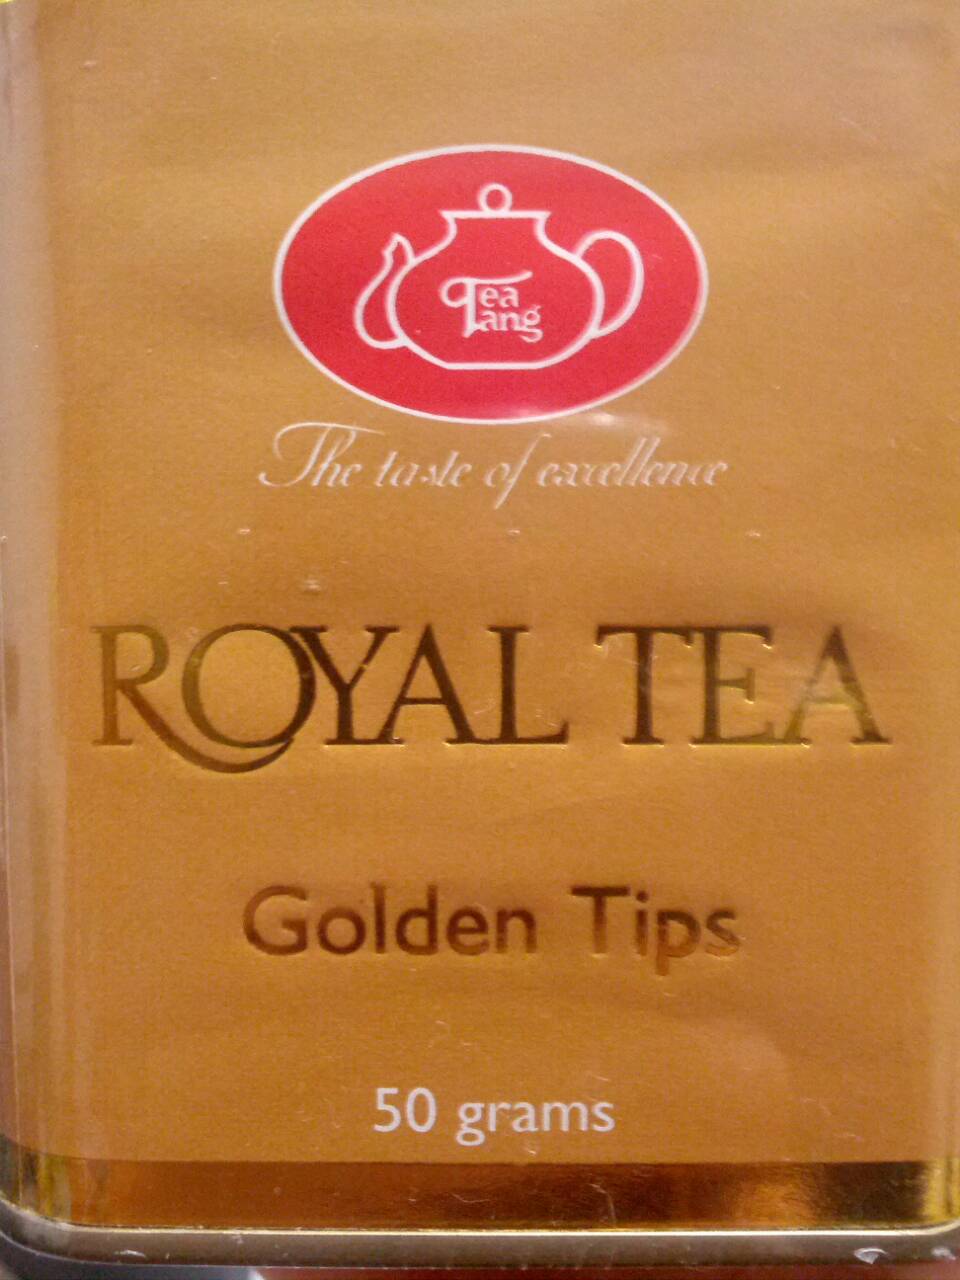 Tea
Tang
The taste of excellence
ROYAL TEA
Golden Tips
50 grams